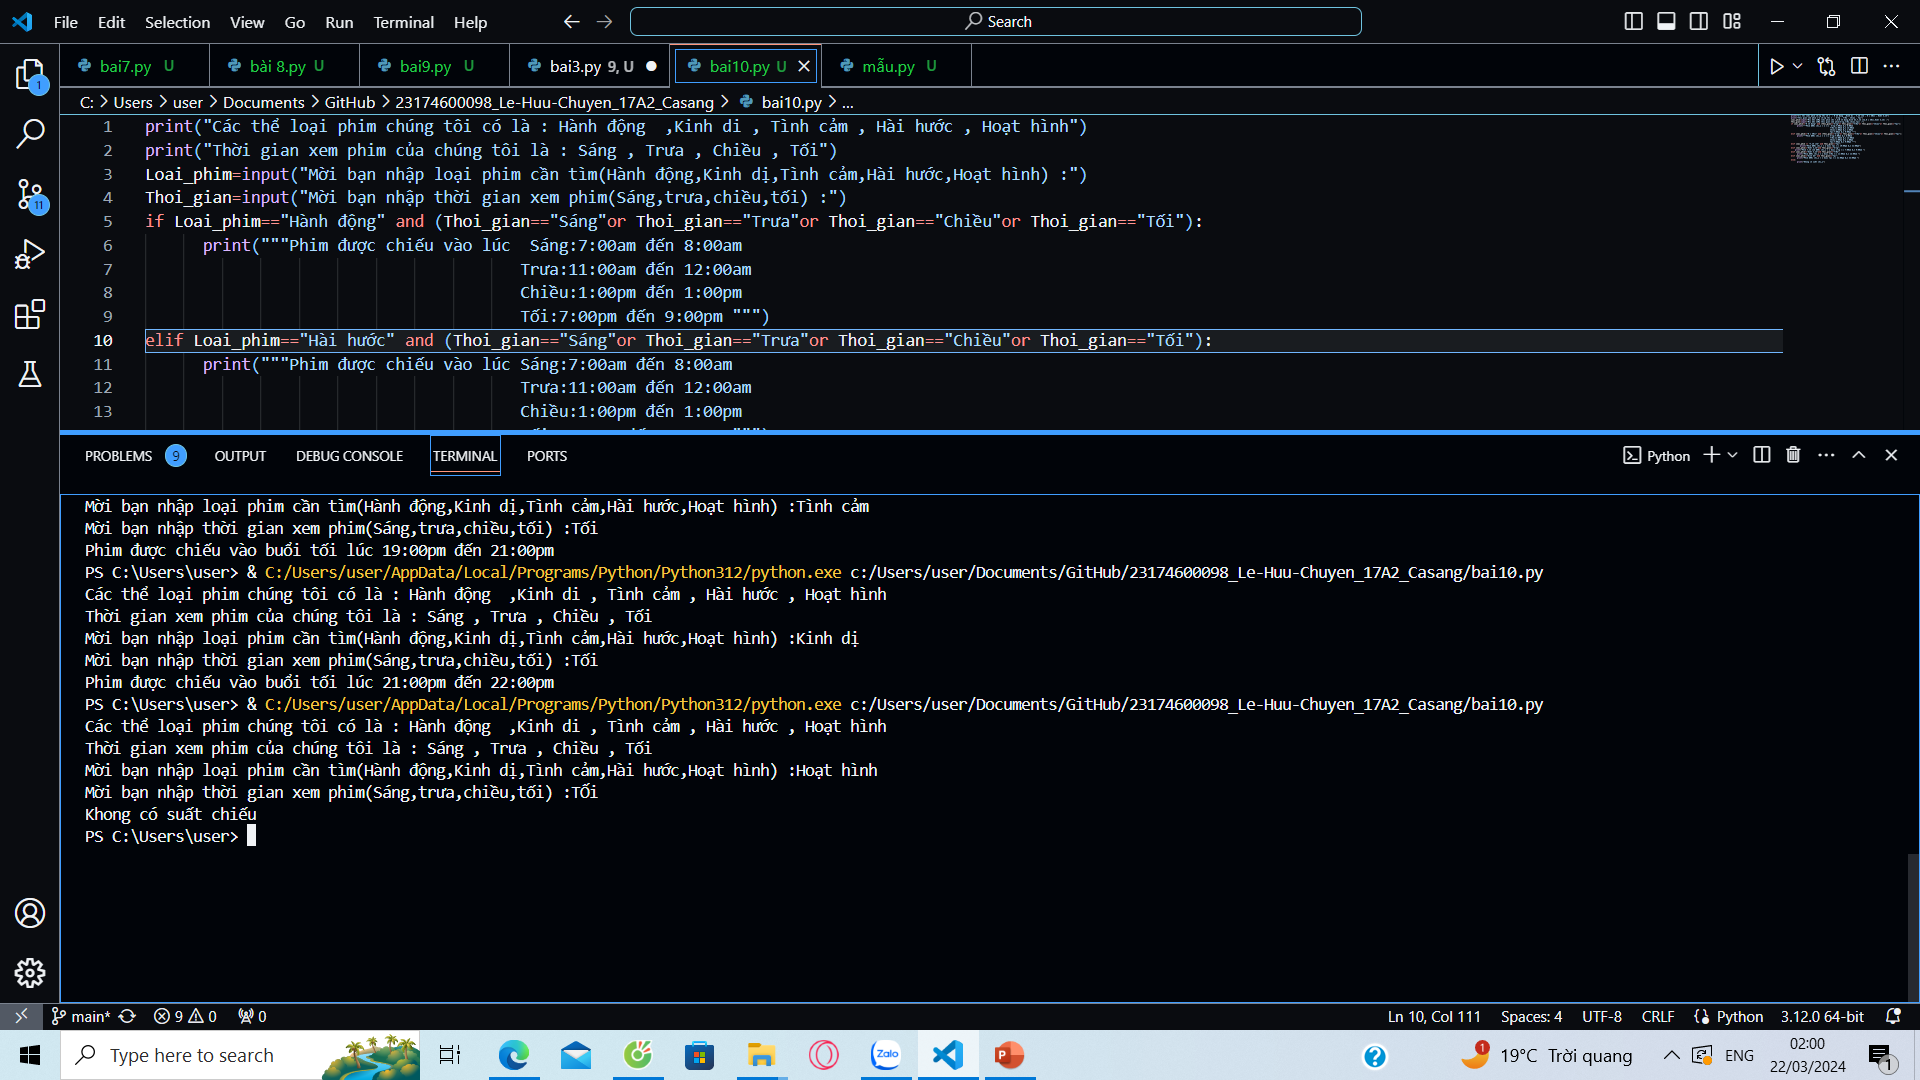 File Edit Selection View Go Run Terminal Help
Search
bai7.py U
bài 8.py U
bai9.py U
bai3.py 9, U
bai10.py U
mẫu.py U
C: > Users > user > Documents > GitHub > 23174600098_Le-Huu-Chuyen_17A2_Casang > bai10.py > ...
1 print("Các thể loại phim chúng tôi có là : Hành động  ,Kinh di , Tình cảm , Hài hước , Hoạt hình")
2 print("Thời gian xem phim của chúng tôi là : Sáng , Trưa , Chiều , Tối")
3 Loai_phim=input("Mời bạn nhập loại phim cần tìm(Hành động,Kinh dị,Tình cảm,Hài hước,Hoạt hình) :")
4 Thoi_gian=input("Mời bạn nhập thời gian xem phim(Sáng,trưa,chiều,tối) :")
5 if Loai_phim=="Hành động" and (Thoi_gian=="Sáng"or Thoi_gian=="Trưa"or Thoi_gian=="Chiều"or Thoi_gian=="Tối"):
6 print("""Phim được chiếu vào lúc  Sáng:7:00am đến 8:00am
7 Trưa:11:00am đến 12:00am
8 Chiều:1:00pm đến 1:00pm
9 Tối:7:00pm đến 9:00pm """)
10 elif Loai_phim=="Hài hước" and (Thoi_gian=="Sáng"or Thoi_gian=="Trưa"or Thoi_gian=="Chiều"or Thoi_gian=="Tối"):
11 print("""Phim được chiếu vào lúc Sáng:7:00am đến 8:00am
12 Trưa:11:00am đến 12:00am
13 Chiều:1:00pm đến 1:00pm
PROBLEMS 9 OUTPUT DEBUG CONSOLE TERMINAL PORTS
Python
Mời bạn nhập loại phim cần tìm(Hành động,Kinh dị,Tình cảm,Hài hước,Hoạt hình) :Tình cảm
Mời bạn nhập thời gian xem phim(Sáng,trưa,chiều,tối) :Tối
Phim được chiếu vào buổi tối lúc 19:00pm đến 21:00pm
PS C:\Users\user> & C:/Users/user/AppData/Local/Programs/Python/Python312/python.exe c:/Users/user/Documents/GitHub/23174600098_Le-Huu-Chuyen_17A2_Casang/bai10.py
Các thể loại phim chúng tôi có là : Hành động  ,Kinh di , Tình cảm , Hài hước , Hoạt hình
Thời gian xem phim của chúng tôi là : Sáng , Trưa , Chiều , Tối
Mời bạn nhập loại phim cần tìm(Hành động,Kinh dị,Tình cảm,Hài hước,Hoạt hình) :Kinh dị
Mời bạn nhập thời gian xem phim(Sáng,trưa,chiều,tối) :Tối
Phim được chiếu vào buổi tối lúc 21:00pm đến 22:00pm
PS C:\Users\user> & C:/Users/user/AppData/Local/Programs/Python/Python312/python.exe c:/Users/user/Documents/GitHub/23174600098_Le-Huu-Chuyen_17A2_Casang/bai10.py
Các thể loại phim chúng tôi có là : Hành động  ,Kinh di , Tình cảm , Hài hước , Hoạt hình
Thời gian xem phim của chúng tôi là : Sáng , Trưa , Chiều , Tối
Mời bạn nhập loại phim cần tìm(Hành động,Kinh dị,Tình cảm,Hài hước,Hoạt hình) :Hoạt hình
Mời bạn nhập thời gian xem phim(Sáng,trưa,chiều,tối) :TỐi
Khong có suất chiếu
PS C:\Users\user>
1
11
main* 9 0 0
Ln 10, Col 111 Spaces: 4 UTF-8 CRLF Python 3.12.0 64-bit
Type here to search
Zalo
1 19°C Trời quang ENG
02:00
22/03/2024
1